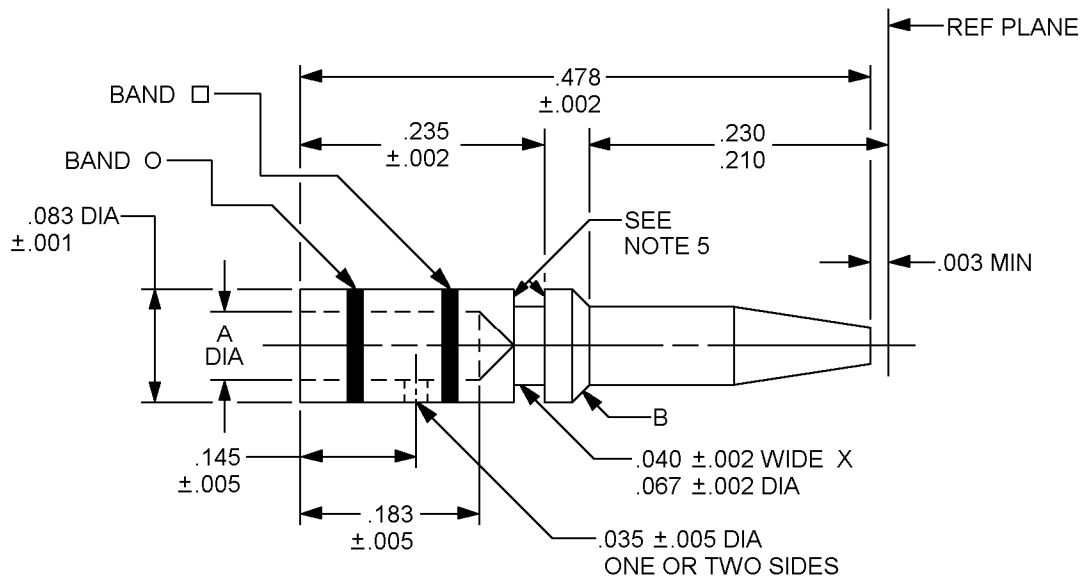 REF PLANE
.478
±.002
BAND □
.235
±.002
.230
.210
BAND O
.083 DIA
±.001
SEE
NOTE 5
.003 MIN
A
DIA
B
.145
±.005
.040 ±.002 WIDE X
.067 ±.002 DIA
.183
±.005
.035 ±.005 DIA
ONE OR TWO SIDES